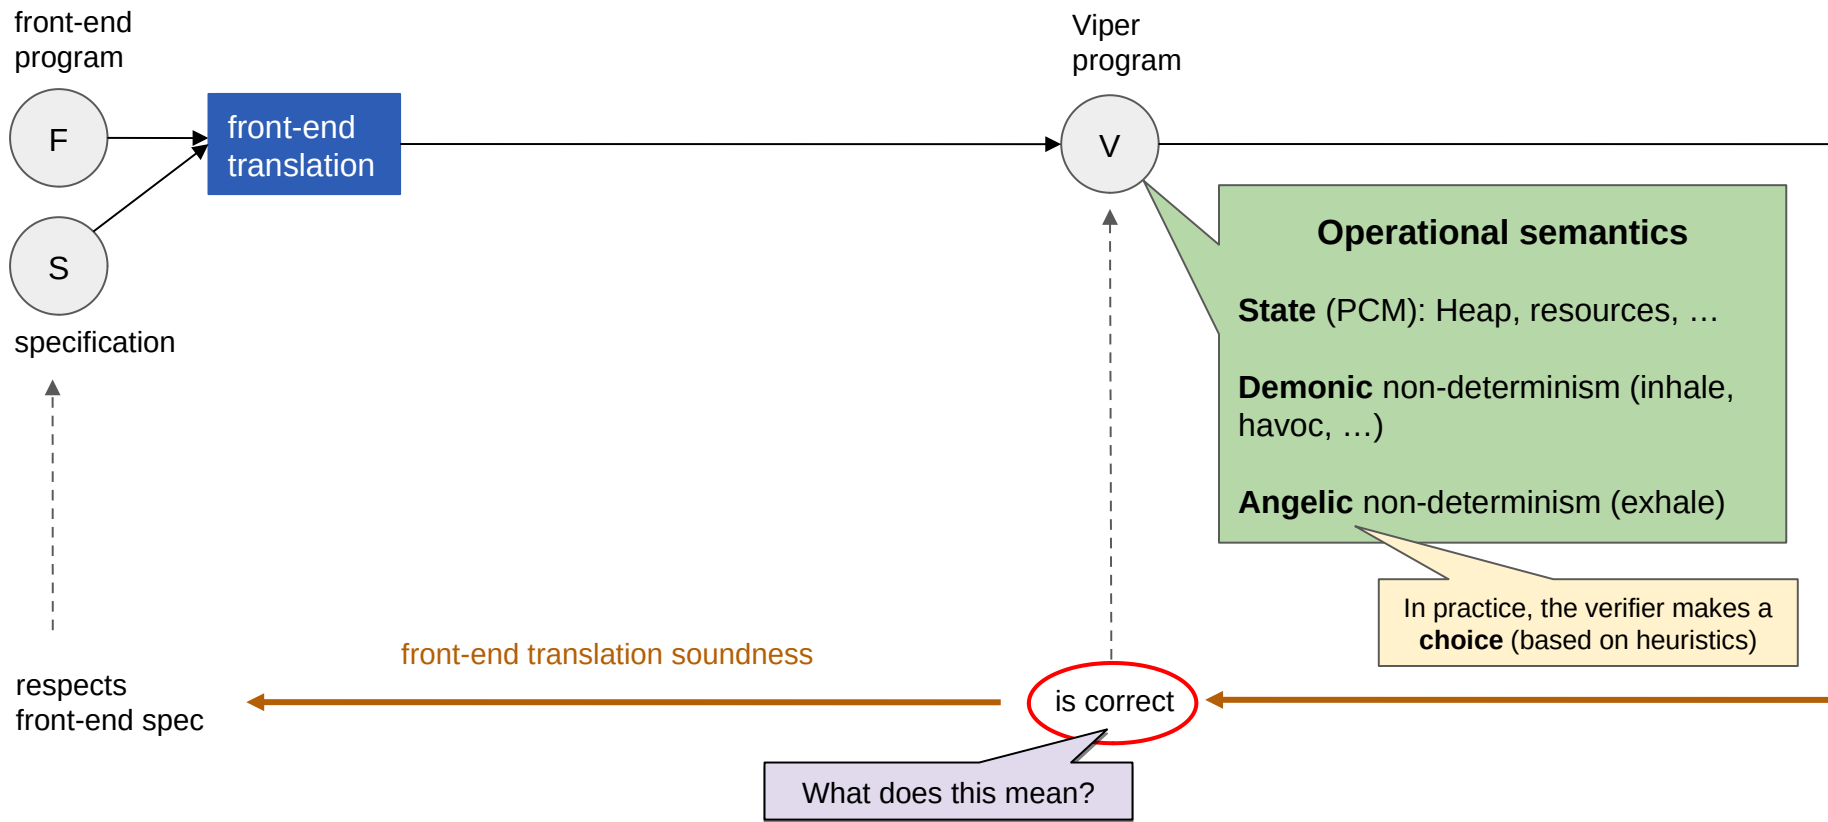 front-end
program
F
S
specification
front-end
translation
Viper
program
V
Operational semantics
State (PCM): Heap, resources, …
Demonic non-determinism (inhale,
havoc, …)
Angelic non-determinism (exhale)
In practice, the verifier makes a
choice (based on heuristics)
front-end translation soundness
respects
front-end spec
is correct
What does this mean?